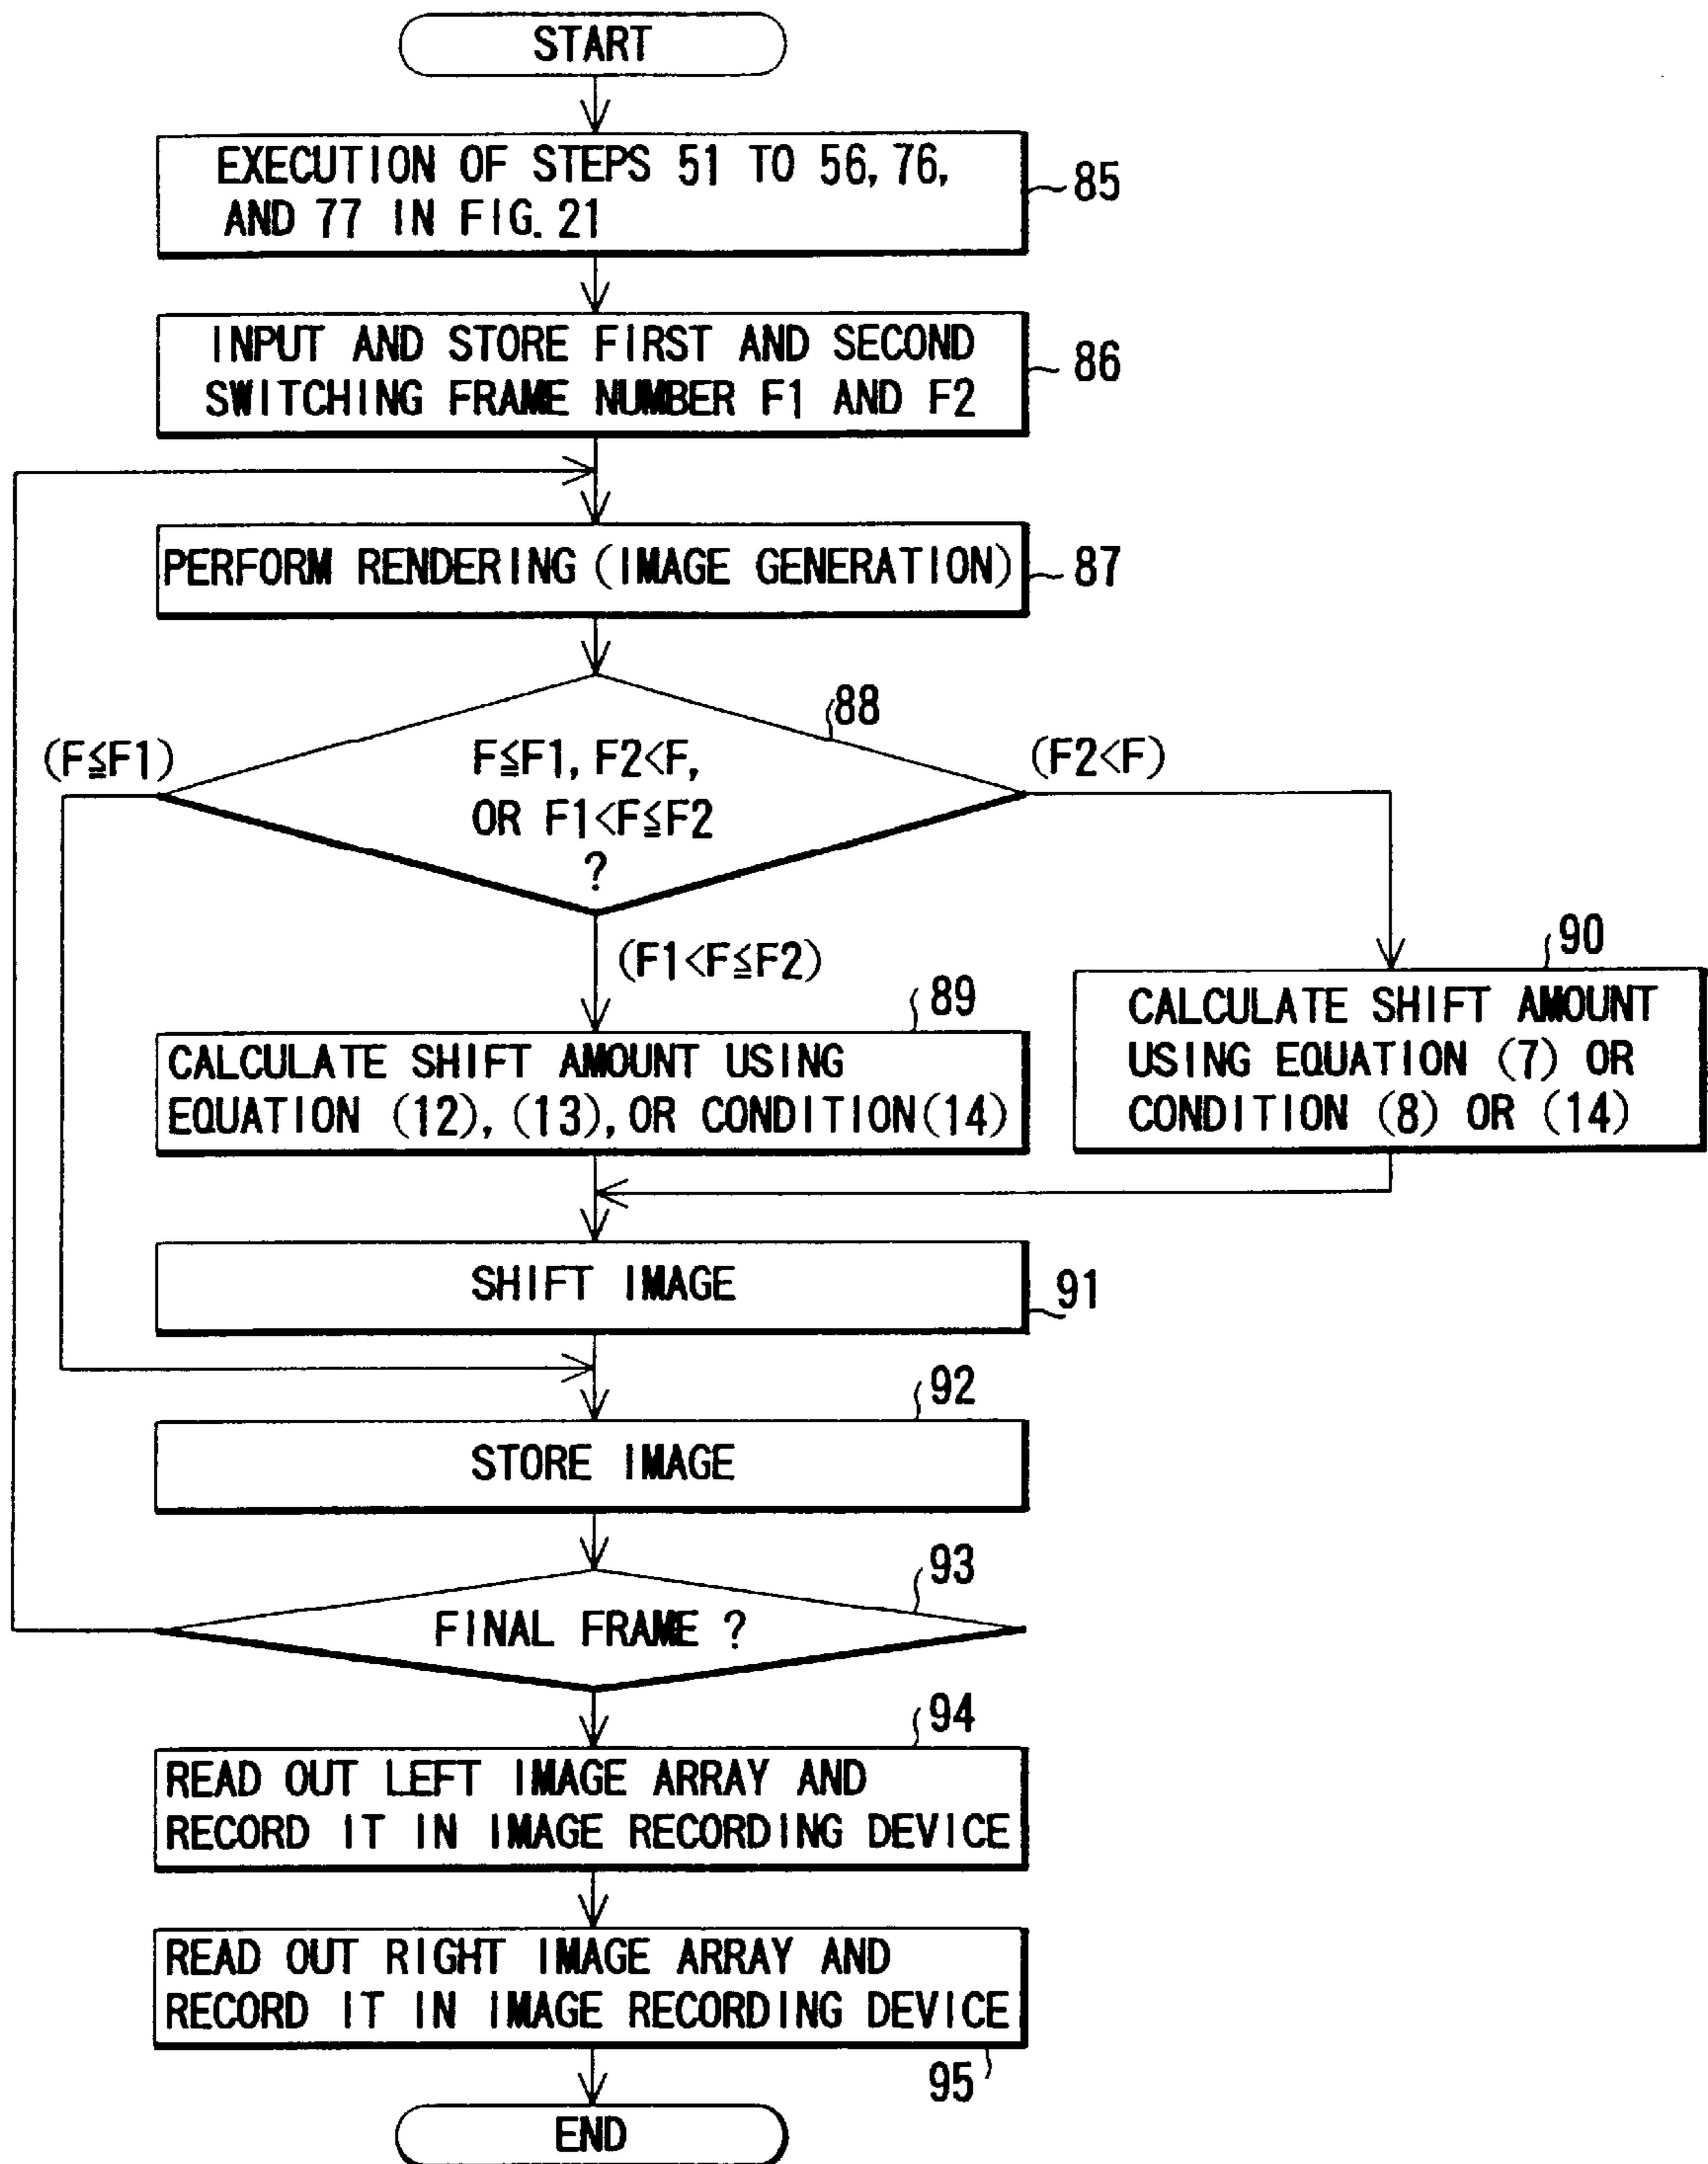 START
EXECUTION OF STEPS 51 TO 56, 76,
AND 77 IN FIG. 21
85
INPUT AND STORE FIRST AND SECOND
SWITCHING FRAME NUMBER F1 AND F2
86
PERFORM RENDERING (IMAGE GENERATION)
87
88
(F≦F1)
F≦F1, F2<F,
OR F1<F≦F2
?
(F2<F)
(F1<F≦F2)
89
CALCULATE SHIFT AMOUNT USING
EQUATION (12), (13), OR CONDITION(14)
90
CALCULATE SHIFT AMOUNT
USING EQUATION (7) OR
CONDITION (8) OR (14)
SHIFT IMAGE
91
92
STORE IMAGE
93
FINAL FRAME ?
94
READ OUT LEFT IMAGE ARRAY AND
RECORD IT IN IMAGE RECORDING DEVICE
READ OUT RIGHT IMAGE ARRAY AND
RECORD IT IN IMAGE RECORDING DEVICE
95
END